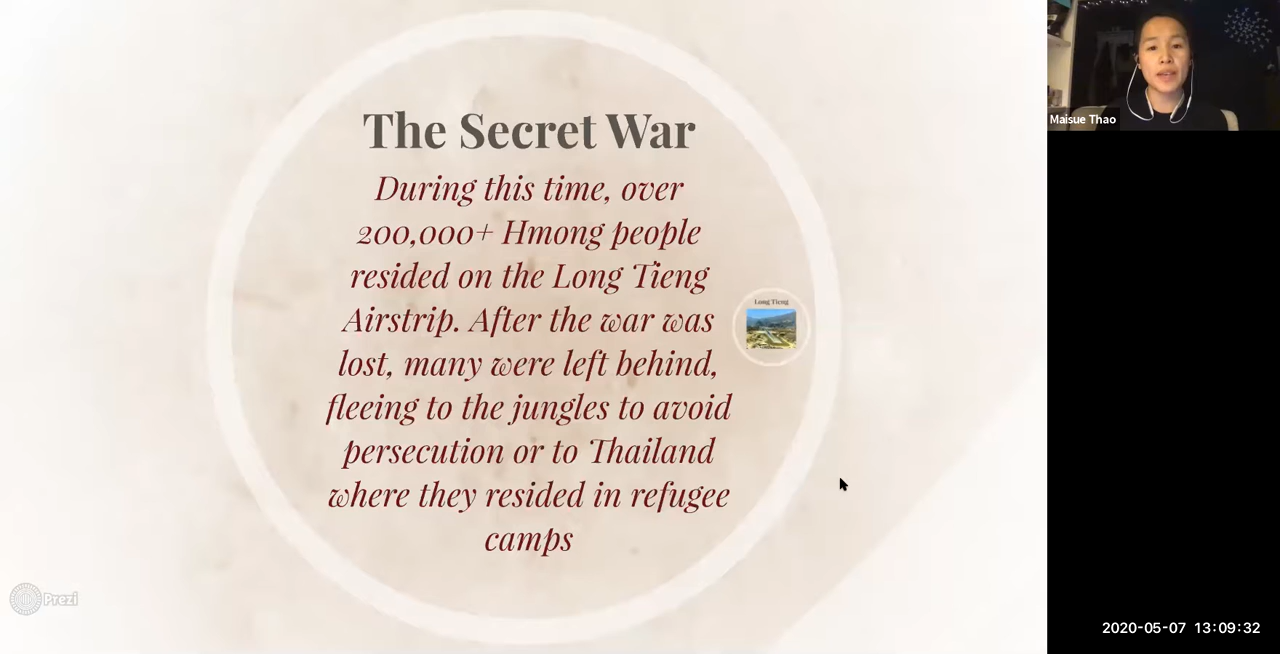 The Secret War
During this time, over
200,000+ Hmong people
resided on the Long Tieng
Airstrip. After the war was
lost, many were left behind,
fleeing to the jungles to avoid
persecution or to Thailand
where they resided in refugee
camps
Long Tieng
Prezi
Maisue Thao
2020-05-07 13:09:32